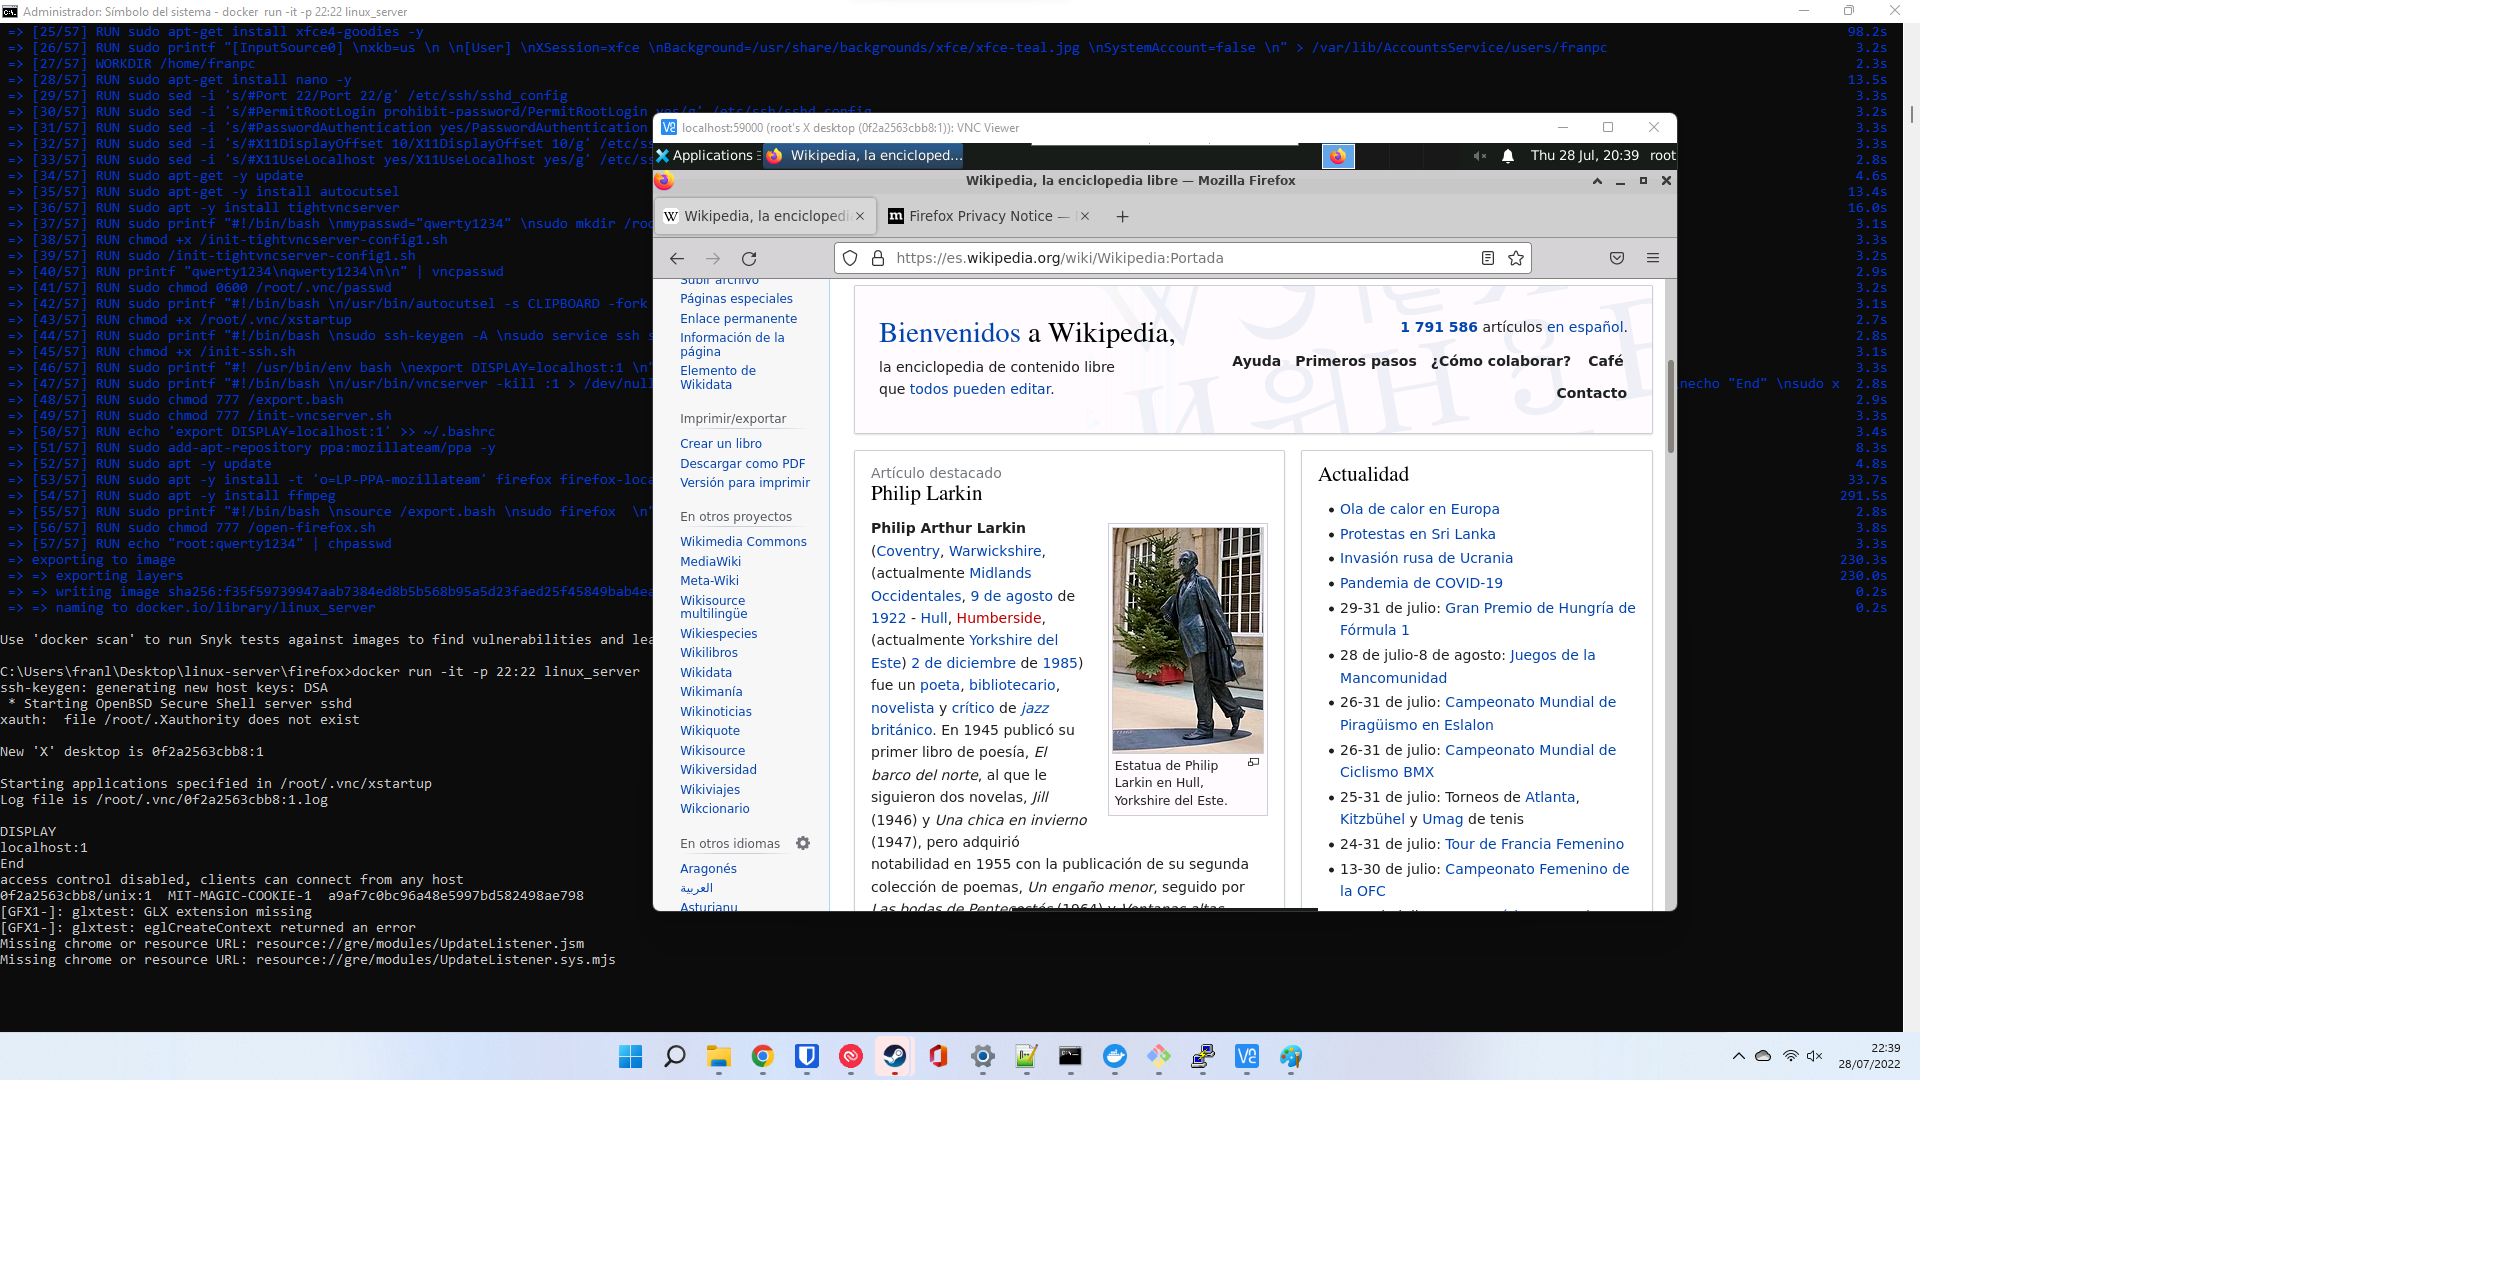 Administrador: Símbolo del sistema - docker run -it -p 22:22 linux_server
=> [25/57] RUN sudo apt-get install xfce4-goodies -y 98.2s
=> [26/57] RUN sudo printf "[InputSource0] \nxkb=us \n \n[User] \nXSession=xfce \nBackground=/usr/share/backgrounds/xfce/xfce-teal.jpg \nSystemAccount=false \n" > /var/lib/AccountsService/users/franpc 3.2s
=> [27/57] WORKDIR /home/franpc 2.3s
=> [28/57] RUN sudo apt-get install nano -y 13.5s
=> [29/57] RUN sudo sed -i 's/#Port 22/Port 22/g' /etc/ssh/sshd_config 3.3s
=> [30/57] RUN sudo sed -i 's/#PermitRootLogin prohibit-password/PermitRootLogin yes/g' /etc/ssh/sshd_config 3.2s
=> [31/57] RUN sudo sed -i 's/#PasswordAuthentication yes/PasswordAuthentication 3.3s
=> [32/57] RUN sudo sed -i 's/#X11DisplayOffset 10/X11DisplayOffset 10/g' /etc/ss 3.3s
=> [33/57] RUN sudo sed -i 's/#X11UseLocalhost yes/X11UseLocalhost yes/g' /etc/ss 2.8s
=> [34/57] RUN sudo apt-get -y update 4.6s
=> [35/57] RUN sudo apt-get -y install autocutsel 13.4s
=> [36/57] RUN sudo apt -y install tightvncserver 16.0s
=> [37/57] RUN sudo printf "#!/bin/bash \nmypasswd="qwerty1234" \nsudo mkdir /roo 3.1s
=> [38/57] RUN chmod +x /init-tightvncserver-config1.sh 3.3s
=> [39/57] RUN sudo /init-tightvncserver-config1.sh 3.2s
=> [40/57] RUN printf "qwerty1234\nqwerty1234\n\n" | vncpasswd 2.9s
=> [41/57] RUN sudo chmod 0600 /root/.vnc/passwd 3.2s
=> [42/57] RUN sudo printf "#!/bin/bash \n/usr/bin/autocutsel -s CLIPBOARD -fork 3.1s
=> [43/57] RUN chmod +x /root/.vnc/xstartup 2.7s
=> [44/57] RUN sudo printf "#!/bin/bash \nsudo ssh-keygen -A \nsudo service ssh s 2.8s
=> [45/57] RUN chmod +x /init-ssh.sh 3.1s
=> [46/57] RUN sudo printf "#! /usr/bin/env bash \nexport DISPLAY=localhost:1 \n" 3.3s
=> [47/57] RUN sudo printf "#!/bin/bash \n/usr/bin/vncserver -kill :1 > /dev/null \necho "End" \nsudo x 2.8s
=> [48/57] RUN sudo chmod 777 /export.bash 2.9s
=> [49/57] RUN sudo chmod 777 /init-vncserver.sh 3.3s
=> [50/57] RUN echo 'export DISPLAY=localhost:1' >> ~/.bashrc 3.4s
=> [51/57] RUN sudo add-apt-repository ppa:mozillateam/ppa -y 8.3s
=> [52/57] RUN sudo apt -y update 4.8s
=> [53/57] RUN sudo apt -y install -t 'o=LP-PPA-mozillateam' firefox firefox-loca 33.7s
=> [54/57] RUN sudo apt -y install ffmpeg 291.5s
=> [55/57] RUN sudo printf "#!/bin/bash \nsource /export.bash \nsudo firefox \n" 2.8s
=> [56/57] RUN sudo chmod 777 /open-firefox.sh 3.8s
=> [57/57] RUN echo "root:qwerty1234" | chpasswd 3.3s
=> exporting to image 230.3s
=> => exporting layers 230.0s
=> => writing image sha256:f35f59739947aab7384ed8b5b568b95a5d23faed25f45849bab4ea 0.2s
=> => naming to docker.io/library/linux_server 0.2s
Use 'docker scan' to run Snyk tests against images to find vulnerabilities and lea
C:\Users\franl\Desktop\linux-server\firefox>docker run -it -p 22:22 linux_server
ssh-keygen: generating new host keys: DSA
* Starting OpenBSD Secure Shell server sshd
xauth: file /root/.Xauthority does not exist
New 'X' desktop is 0f2a2563cbb8:1
Starting applications specified in /root/.vnc/xstartup
Log file is /root/.vnc/0f2a2563cbb8:1.log
DISPLAY
localhost:1
End
access control disabled, clients can connect from any host
0f2a2563cbb8/unix:1 MIT-MAGIC-COOKIE-1 a9af7c0bc96a48e5997bd582498ae798
[GFX1-]: glxtest: GLX extension missing
[GFX1-]: glxtest: eglCreateContext returned an error
Missing chrome or resource URL: resource://gre/modules/UpdateListener.jsm
Missing chrome or resource URL: resource://gre/modules/UpdateListener.sys.mjs
localhost:59000 (root's X desktop (0f2a2563cbb8:1)): VNC Viewer
Applications
Wikipedia, la encicloped...
Thu 28 Jul, 20:39 root
Wikipedia, la enciclopedia libre — Mozilla Firefox
Wikipedia, la enciclopedi
Firefox Privacy Notice —
https://es.wikipedia.org/wiki/Wikipedia:Portada
Subir archivo
Páginas especiales
Enlace permanente
Información de la
página
Elemento de
Wikidata
Imprimir/exportar
Crear un libro
Descargar como PDF
Versión para imprimir
En otros proyectos
Wikimedia Commons
MediaWiki
Meta-Wiki
Wikisource
multilingüe
Wikiespecies
Wikilibros
Wikidata
Wikimanía
Wikinoticias
Wikiquote
Wikisource
Wikiversidad
Wikiviajes
Wikcionario
En otros idiomas
Aragonés
العربية
Asturianu
Bienvenidos a Wikipedia,
la enciclopedia de contenido libre
que todos pueden editar.
1 791 586 artículos en español.
Ayuda Primeros pasos ¿Cómo colaborar? Café
Contacto
Artículo destacado
Philip Larkin
Philip Arthur Larkin
(Coventry, Warwickshire,
(actualmente Midlands
Occidentales, 9 de agosto de
1922 - Hull, Humberside,
(actualmente Yorkshire del
Este) 2 de diciembre de 1985)
fue un poeta, bibliotecario,
novelista y crítico de jazz
británico. En 1945 publicó su
primer libro de poesía, El
barco del norte, al que le
siguieron dos novelas, Jill
(1946) y Una chica en invierno
(1947), pero adquirió
notabilidad en 1955 con la publicación de su segunda
colección de poemas, Un engaño menor, seguido por
Las bodas de Pentecostés (1964) y Ventanas altas
Estatua de Philip
Larkin en Hull,
Yorkshire del Este.
Actualidad
Ola de calor en Europa
Protestas en Sri Lanka
Invasión rusa de Ucrania
Pandemia de COVID-19
29-31 de julio: Gran Premio de Hungría de
Fórmula 1
28 de julio-8 de agosto: Juegos de la
Mancomunidad
26-31 de julio: Campeonato Mundial de
Piragüismo en Eslalon
26-31 de julio: Campeonato Mundial de
Ciclismo BMX
25-31 de julio: Torneos de Atlanta,
Kitzbühel y Umag de tenis
24-31 de julio: Tour de Francia Femenino
13-30 de julio: Campeonato Femenino de
la OFC
22:39
28/07/2022